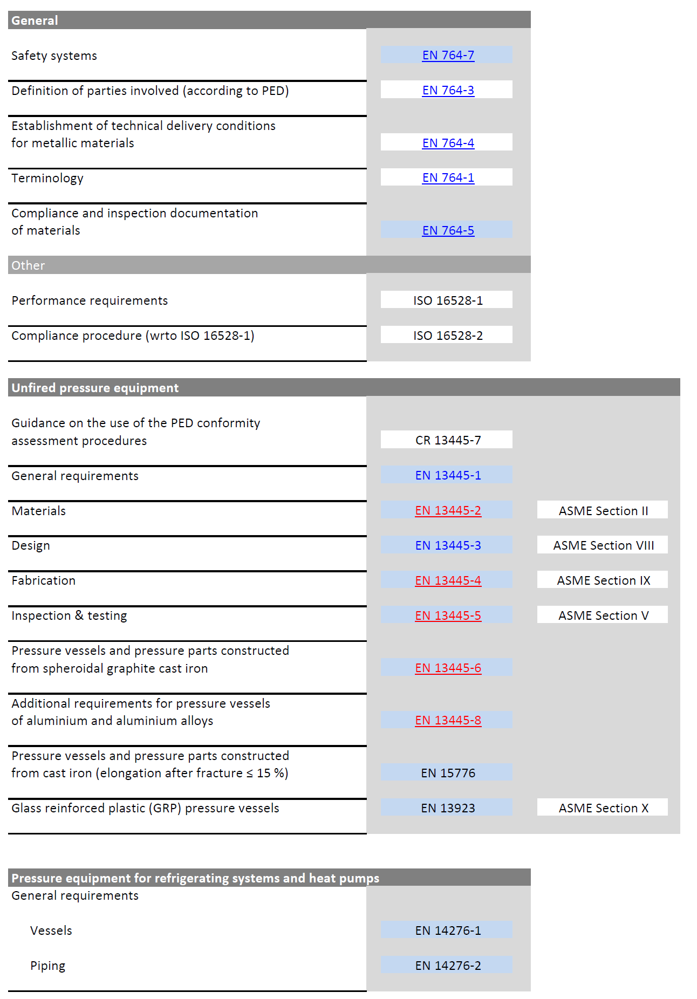 General
Safety systems
EN 764-7
Definition of parties involved (according to PED)
EN 764-3
Establishment of technical delivery conditions
for metallic materials
EN 764-4
Terminology
EN 764-1
Compliance and inspection documentation
of materials
EN 764-5
Other
Performance requirements
ISO 16528-1
Compliance procedure (wrto ISO 16528-1)
ISO 16528-2
Unfired pressure equipment
Guidance on the use of the PED conformity
assessment procedures
CR 13445-7
General requirements
EN 13445-1
Materials
EN 13445-2
ASME Section II
Design
EN 13445-3
ASME Section VIII
Fabrication
EN 13445-4
ASME Section IX
Inspection & testing
EN 13445-5
ASME Section V
Pressure vessels and pressure parts constructed
from spheroidal graphite cast iron
EN 13445-6
Additional requirements for pressure vessels
of aluminium and aluminium alloys
EN 13445-8
Pressure vessels and pressure parts constructed
from cast iron (elongation after fracture ≤ 15 %)
EN 15776
Glass reinforced plastic (GRP) pressure vessels
EN 13923
ASME Section X
Pressure equipment for refrigerating systems and heat pumps
General requirements
Vessels
EN 14276-1
Piping
EN 14276-2